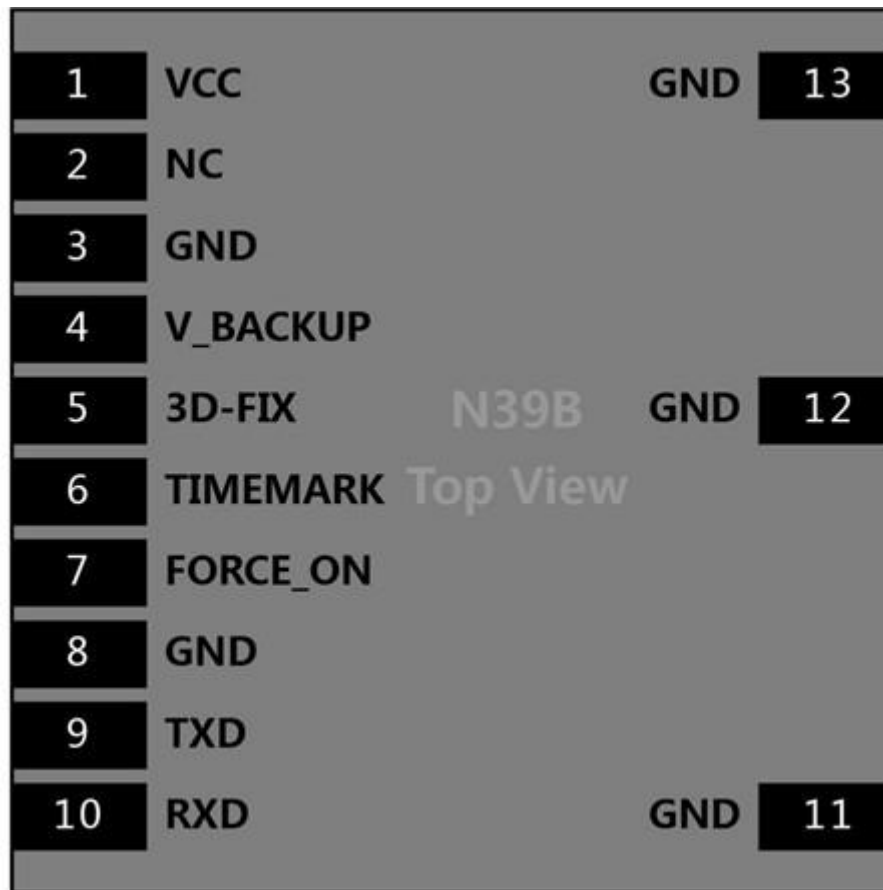 1 VCC GND 13
2 NC
3 GND
4 V_BACKUP
5 3D-FIX N39B GND 12
6 TIMEMARK Top View
7 FORCE_ON
8 GND
9 TXD
10 RXD GND 11